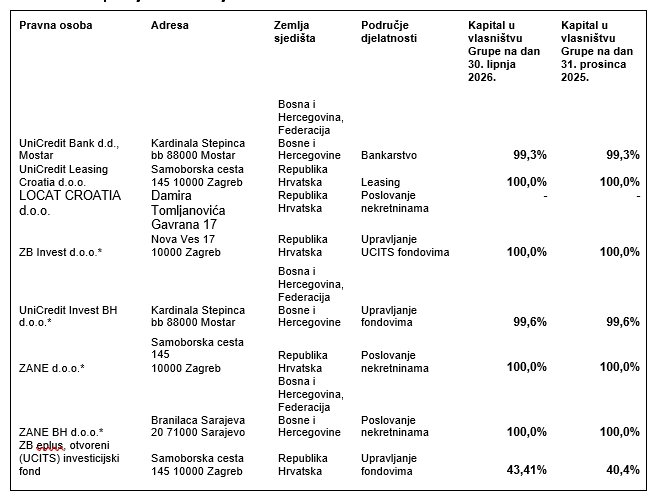 Pravna osoba Adresa Zemlja sjedišta Područje djelatnosti Kapital u vlasništvu Grupe na dan 30. lipnja 2026. Kapital u vlasništvu Grupe na dan 31. prosinca 2025.
UniCredit Bank d.d., Mostar Kardinala Stepinca bb 88000 Mostar Bosna i Hercegovina, Federacija Bosne i Hercegovine Bankarstvo 99,3% 99,3%
UniCredit Leasing Croatia d.o.o. Samoborska cesta 145 10000 Zagreb Republika Hrvatska Leasing 100,0% 100,0%
LOCAT CROATIA d.o.o. Damira Tomljanovića Gavrana 17 Republika Hrvatska Poslovanje nekretninama - -
ZB Invest d.o.o.* Nova Ves 17 10000 Zagreb Republika Hrvatska Upravljanje UCITS fondovima 100,0% 100,0%
UniCredit Invest BH d.o.o.* Kardinala Stepinca bb 88000 Mostar Bosna i Hercegovina, Federacija Bosne i Hercegovine Upravljanje fondovima 99,6% 99,6%
ZANE d.o.o.* Samoborska cesta 145 10000 Zagreb Republika Hrvatska Poslovanje nekretninama 100,0% 100,0%
ZANE BH d.o.o.* Branilaca Sarajeva 20 71000 Sarajevo Bosna i Hercegovina, Federacija Bosne i Hercegovine Poslovanje nekretninama 100,0% 100,0%
ZB eplus, otvoreni (UCITS) investicijski fond Samoborska cesta 145 10000 Zagreb Republika Hrvatska Upravljanje fondovima 43,41% 40,4%